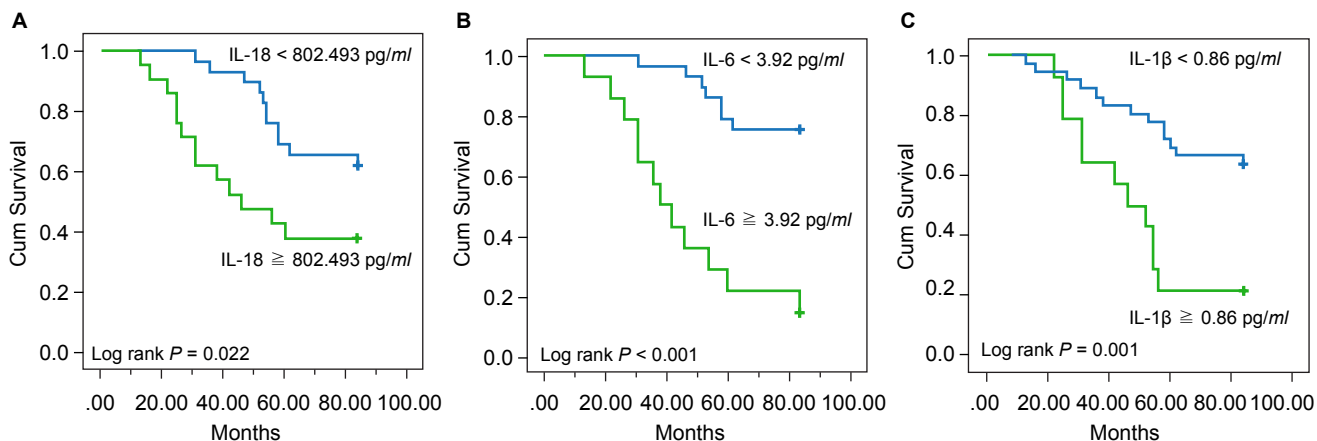 A
Cum Survival
1.0
0.8
0.6
0.4
0.2
0.0
IL-18 < 802.493 pg/ml
IL-18 ≧ 802.493 pg/ml
Log rank P = 0.022
.00 20.00 40.00 60.00 80.00 100.00
Months
B
Cum Survival
1.0
0.8
0.6
0.4
0.2
0.0
IL-6 < 3.92 pg/ml
IL-6 ≧ 3.92 pg/ml
Log rank P < 0.001
.00 20.00 40.00 60.00 80.00 100.00
Months
C
Cum Survival
1.0
0.8
0.6
0.4
0.2
0.0
IL-1β < 0.86 pg/ml
IL-1β ≧ 0.86 pg/ml
Log rank P = 0.001
.00 20.00 40.00 60.00 80.00 100.00
Months